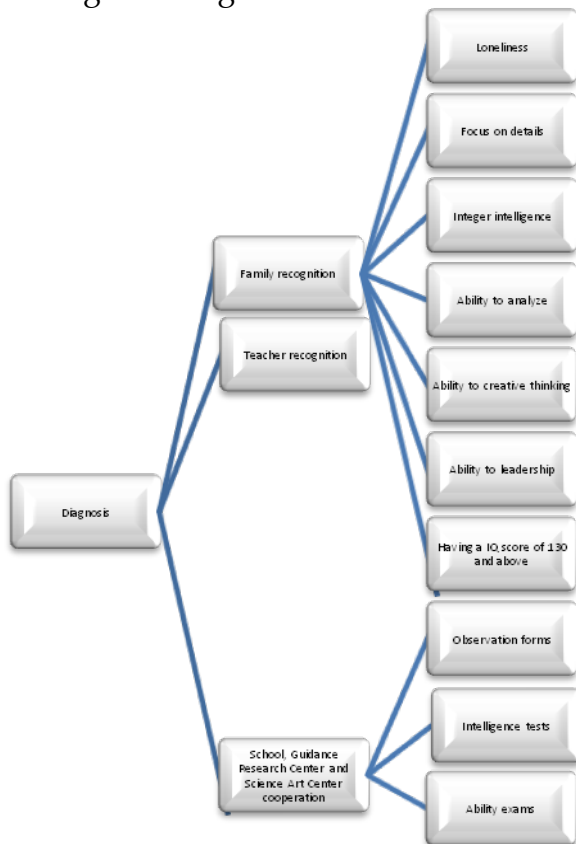 Loneliness
Focus on details
Integer intelligence
Family recognition
Ability to analyze
Teacher recognition
Ability to creative thinking
Ability to leadership
Diagnosis
Having a IQ score of 130
and above
Observation forms
Intelligence tests
School, Guidance
Research Center and
Science Art Center
cooperation
Ability exams